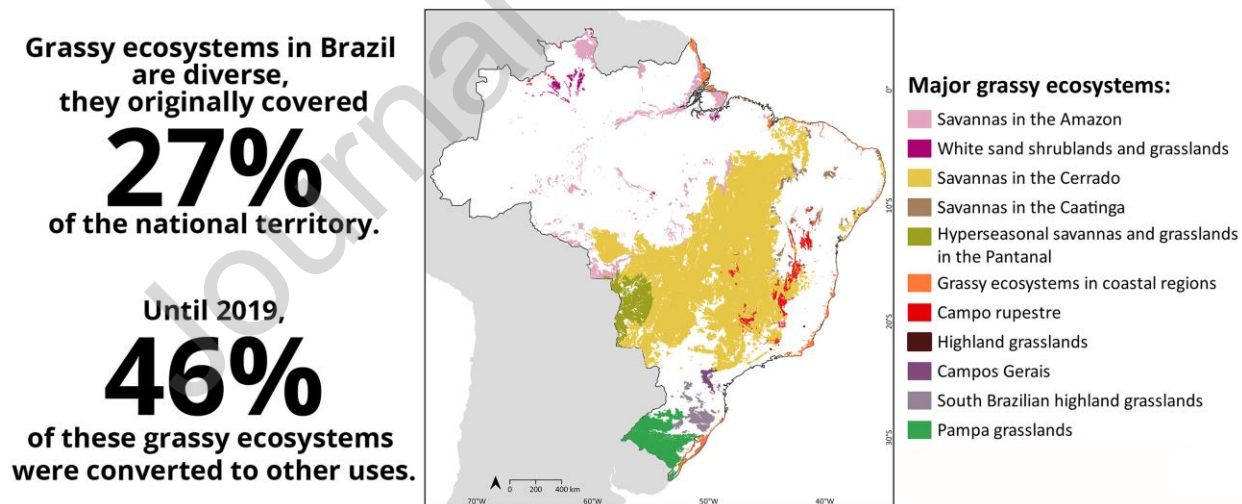 Grassy ecosystems in Brazil
are diverse,
they originally covered
27%
of the national territory.
Until 2019,
46%
of these grassy ecosystems
were converted to other uses.
Journal
0°
10°S
20°S
30°S
0 200 400 km
70°W 60°W 50°W 40°W
Major grassy ecosystems:
Savannas in the Amazon
White sand shrublands and grasslands
Savannas in the Cerrado
Savannas in the Caatinga
Hyperseasonal savannas and grasslands
in the Pantanal
Grassy ecosystems in coastal regions
Campo rupestre
Highland grasslands
Campos Gerais
South Brazilian highland grasslands
Pampa grasslands